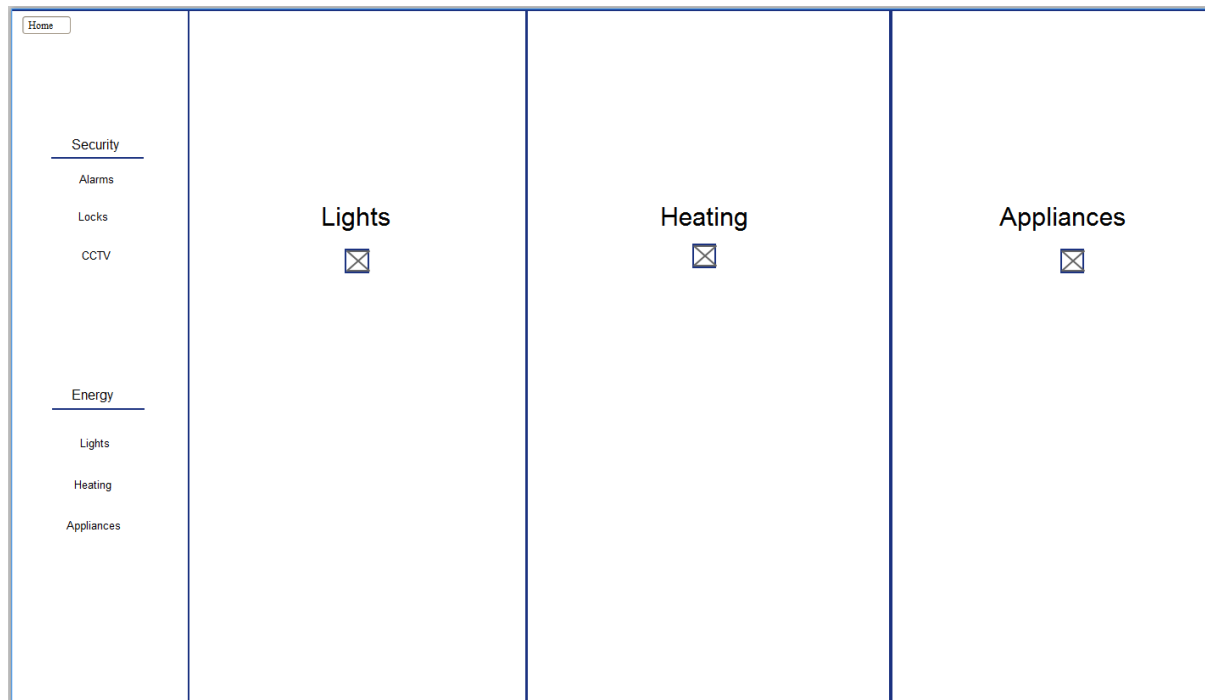 Home
Security
Alarms
Locks
CCTV
Energy
Lights
Heating
Appliances
Lights
Heating
Appliances